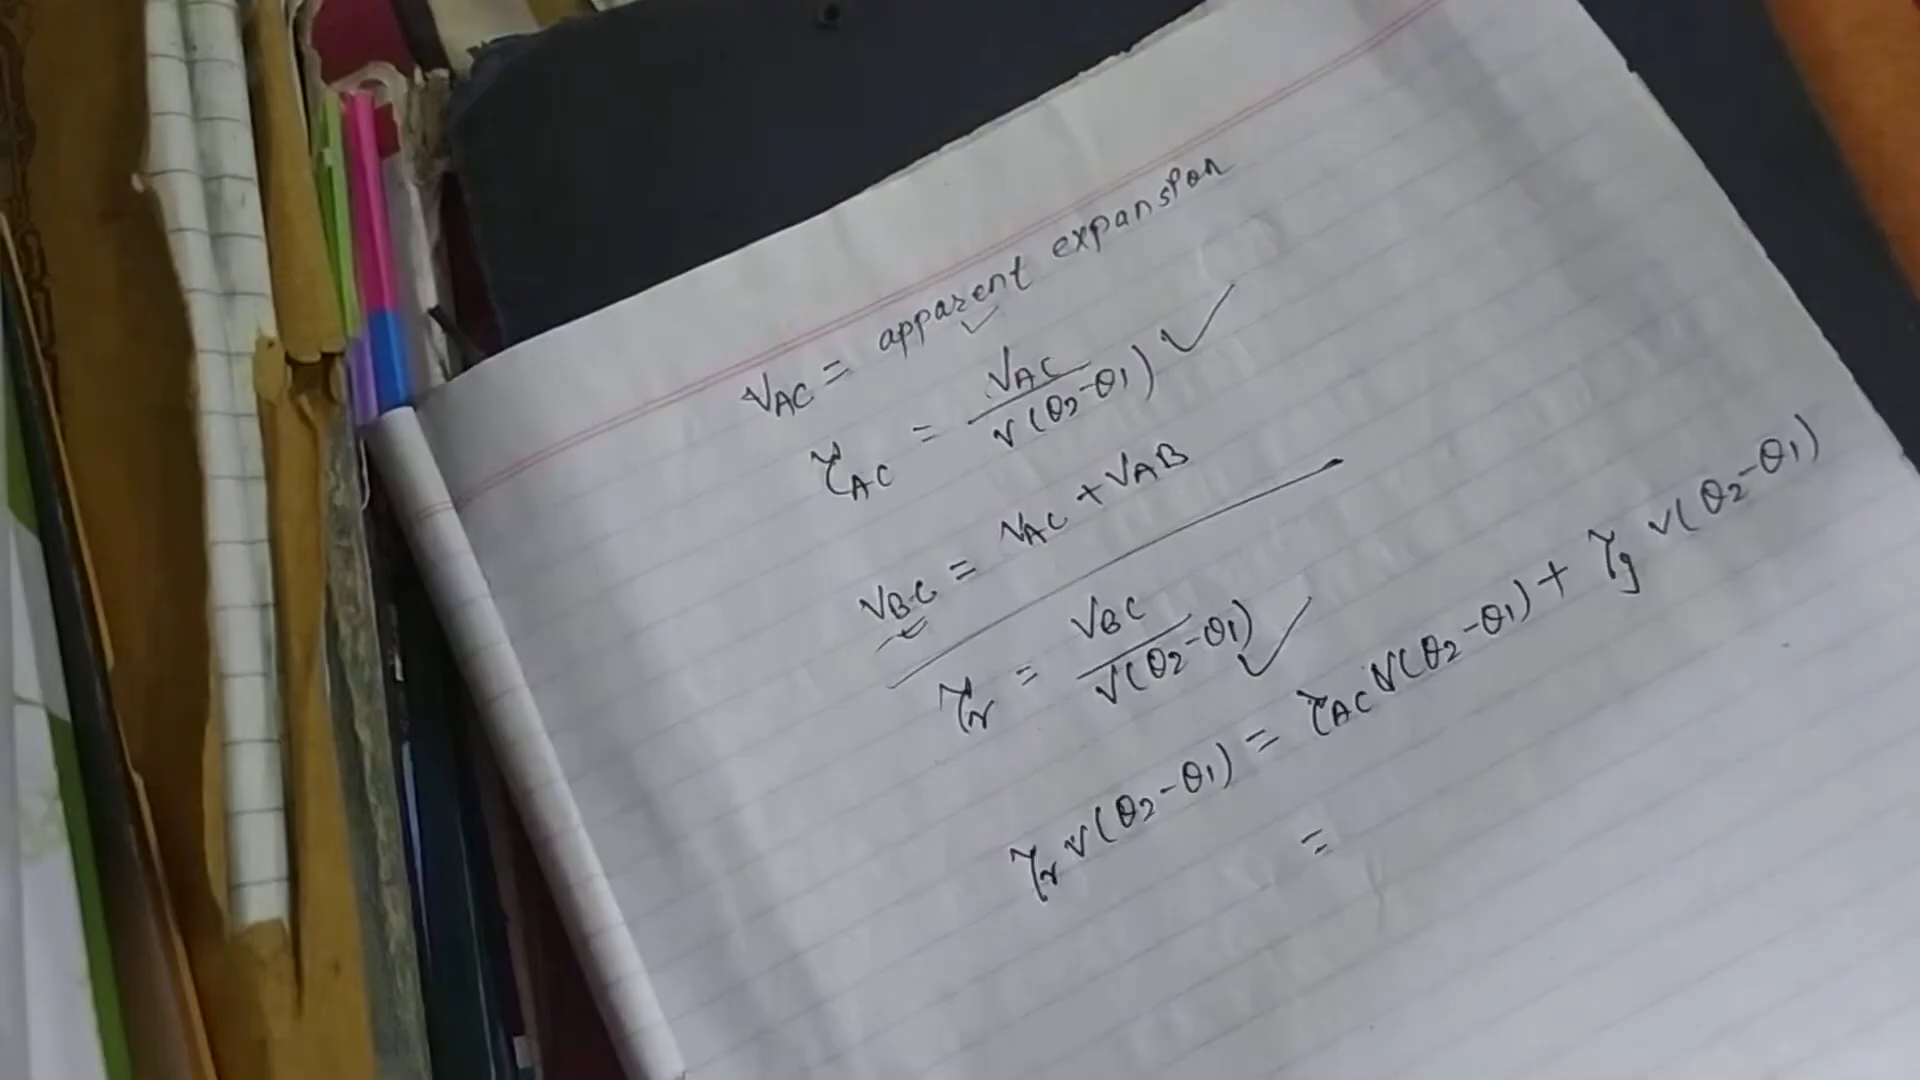 VAC = apparent expansion
γAC = VAC / V(θ2-θ1) ✓
VBC = VAC + VAB
γr = VBC / V(θ2-θ1) ✓
γr V(θ2-θ1) = γAC V(θ2-θ1) + γg V(θ2-θ1)
=